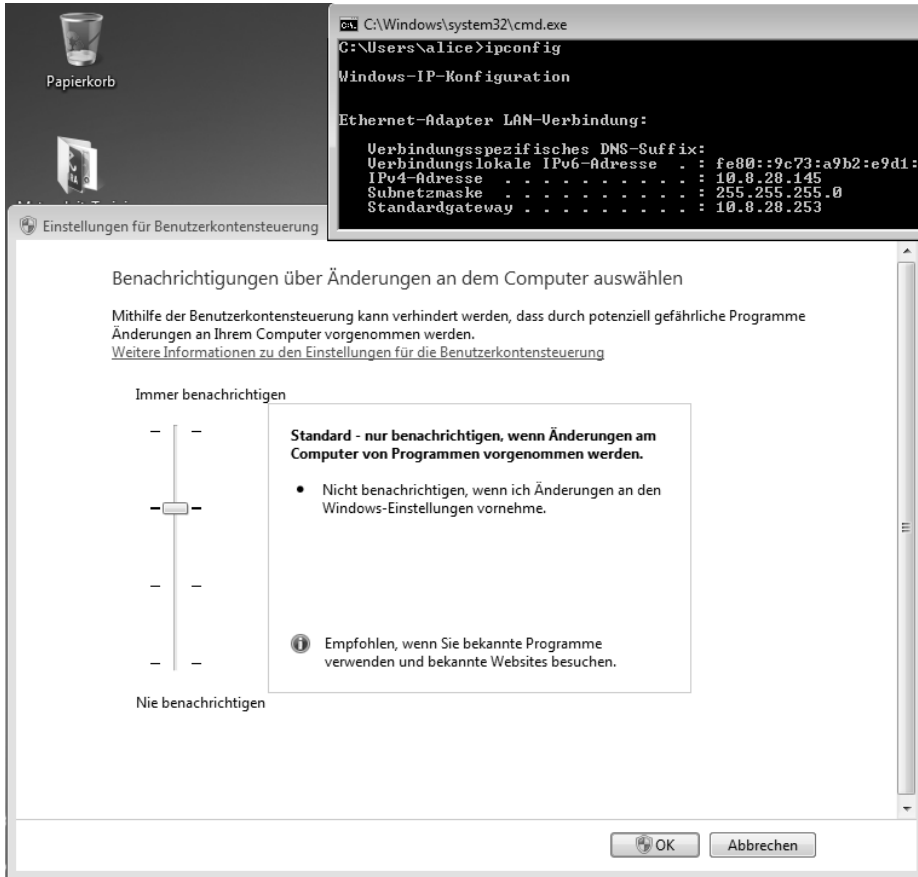 Papierkorb
C:\Windows\system32\cmd.exe
C:\Users\alice>ipconfig
Windows-IP-Konfiguration
Ethernet-Adapter LAN-Verbindung:
Verbindungsspezifisches DNS-Suffix:
Verbindungslokale IPv6-Adresse . : fe80::9c73:a9b2:e9d1:
IPv4-Adresse . . . . . . . . . . : 10.8.28.145
Subnetzmaske . . . . . . . . . . : 255.255.255.0
Standardgateway . . . . . . . . . : 10.8.28.253
Einstellungen für Benutzerkontensteuerung
Benachrichtigungen über Änderungen an dem Computer auswählen
Mithilfe der Benutzerkontensteuerung kann verhindert werden, dass durch potenziell gefährliche Programme
Änderungen an Ihrem Computer vorgenommen werden.
Weitere Informationen zu den Einstellungen für die Benutzerkontensteuerung
Immer benachrichtigen
Standard - nur benachrichtigen, wenn Änderungen am
Computer von Programmen vorgenommen werden.
• Nicht benachrichtigen, wenn ich Änderungen an den
Windows-Einstellungen vornehme.
Empfohlen, wenn Sie bekannte Programme
verwenden und bekannte Websites besuchen.
Nie benachrichtigen
OK
Abbrechen